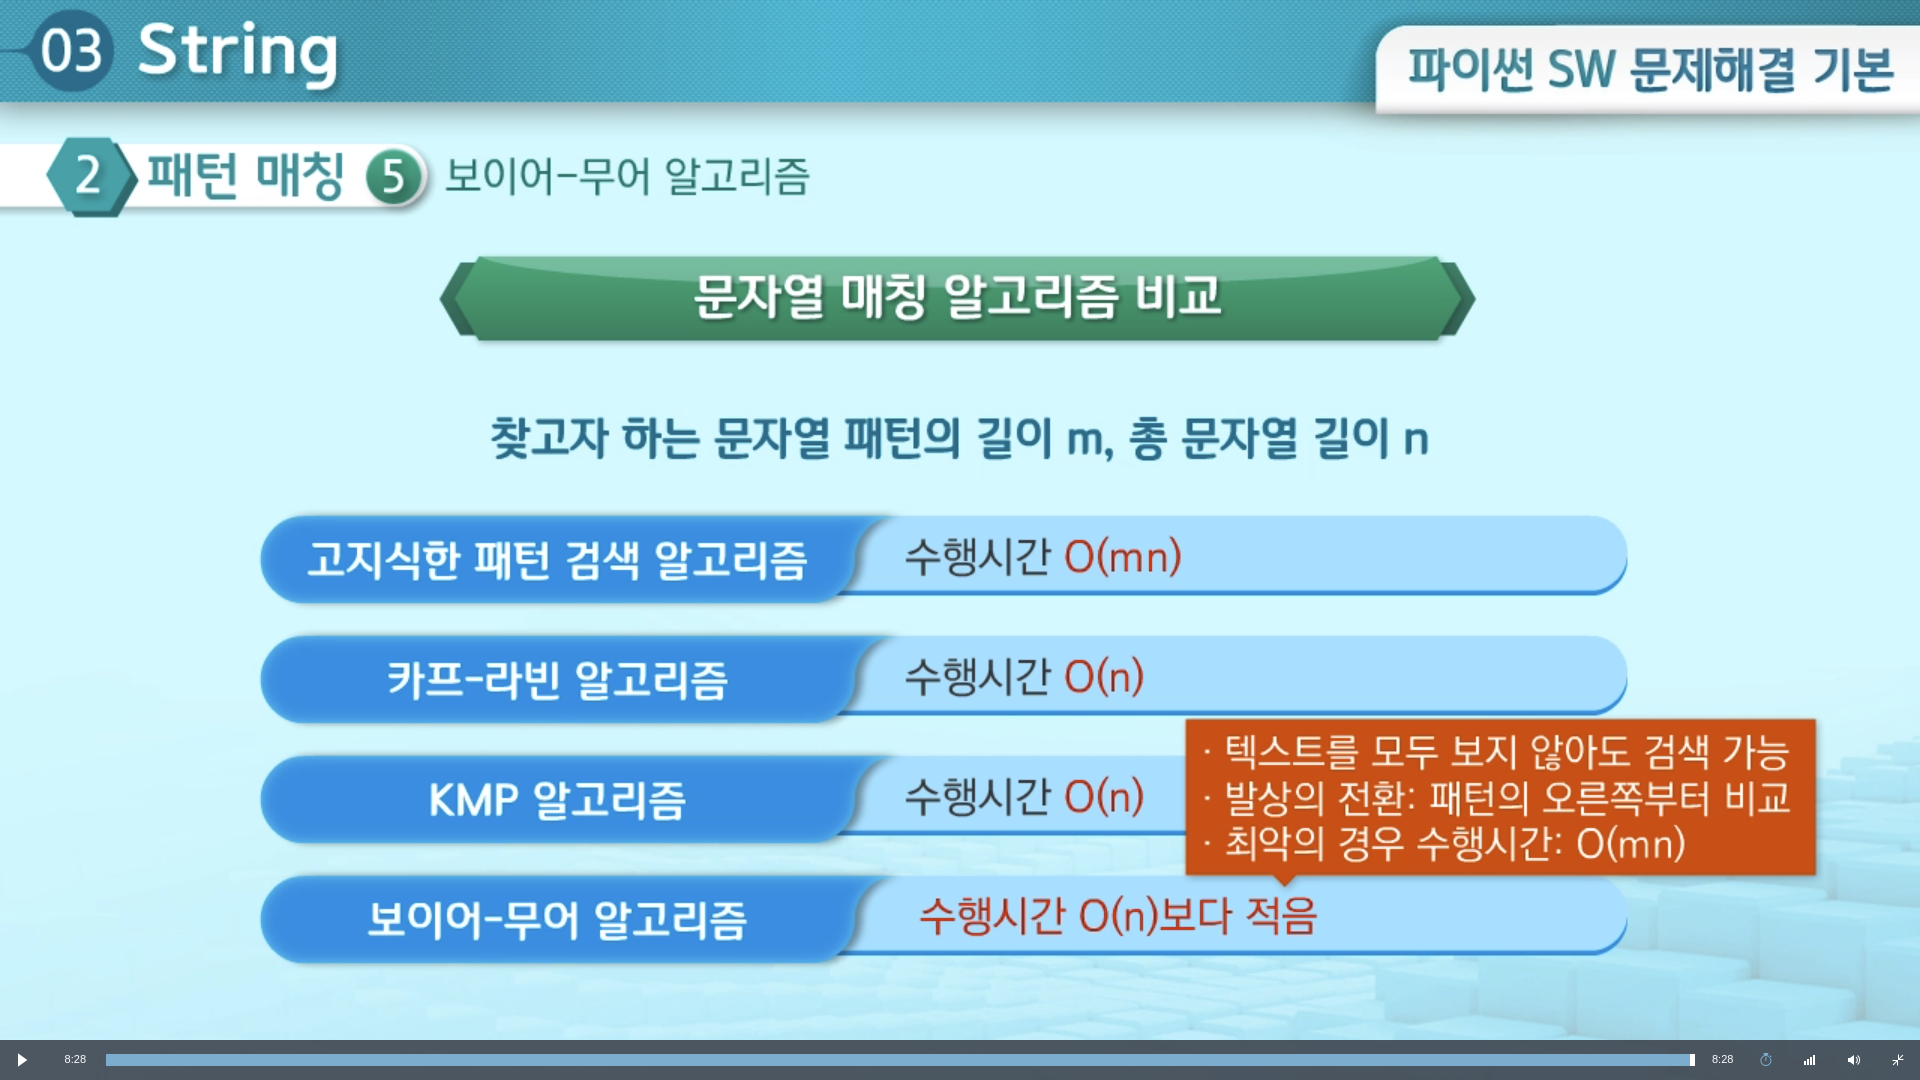 03 String
파이썬 SW 문제해결 기본
2 패턴 매칭 5 보이어-무어 알고리즘
문자열 매칭 알고리즘 비교
찾고자 하는 문자열 패턴의 길이 m, 총 문자열 길이 n
고지식한 패턴 검색 알고리즘 수행시간 O(mn)
카프-라빈 알고리즘 수행시간 O(n)
KMP 알고리즘 수행시간 O(n)
· 텍스트를 모두 보지 않아도 검색 가능
· 발상의 전환: 패턴의 오른쪽부터 비교
· 최악의 경우 수행시간: O(mn)
보이어-무어 알고리즘 수행시간 O(n)보다 적음
8:28 8:28